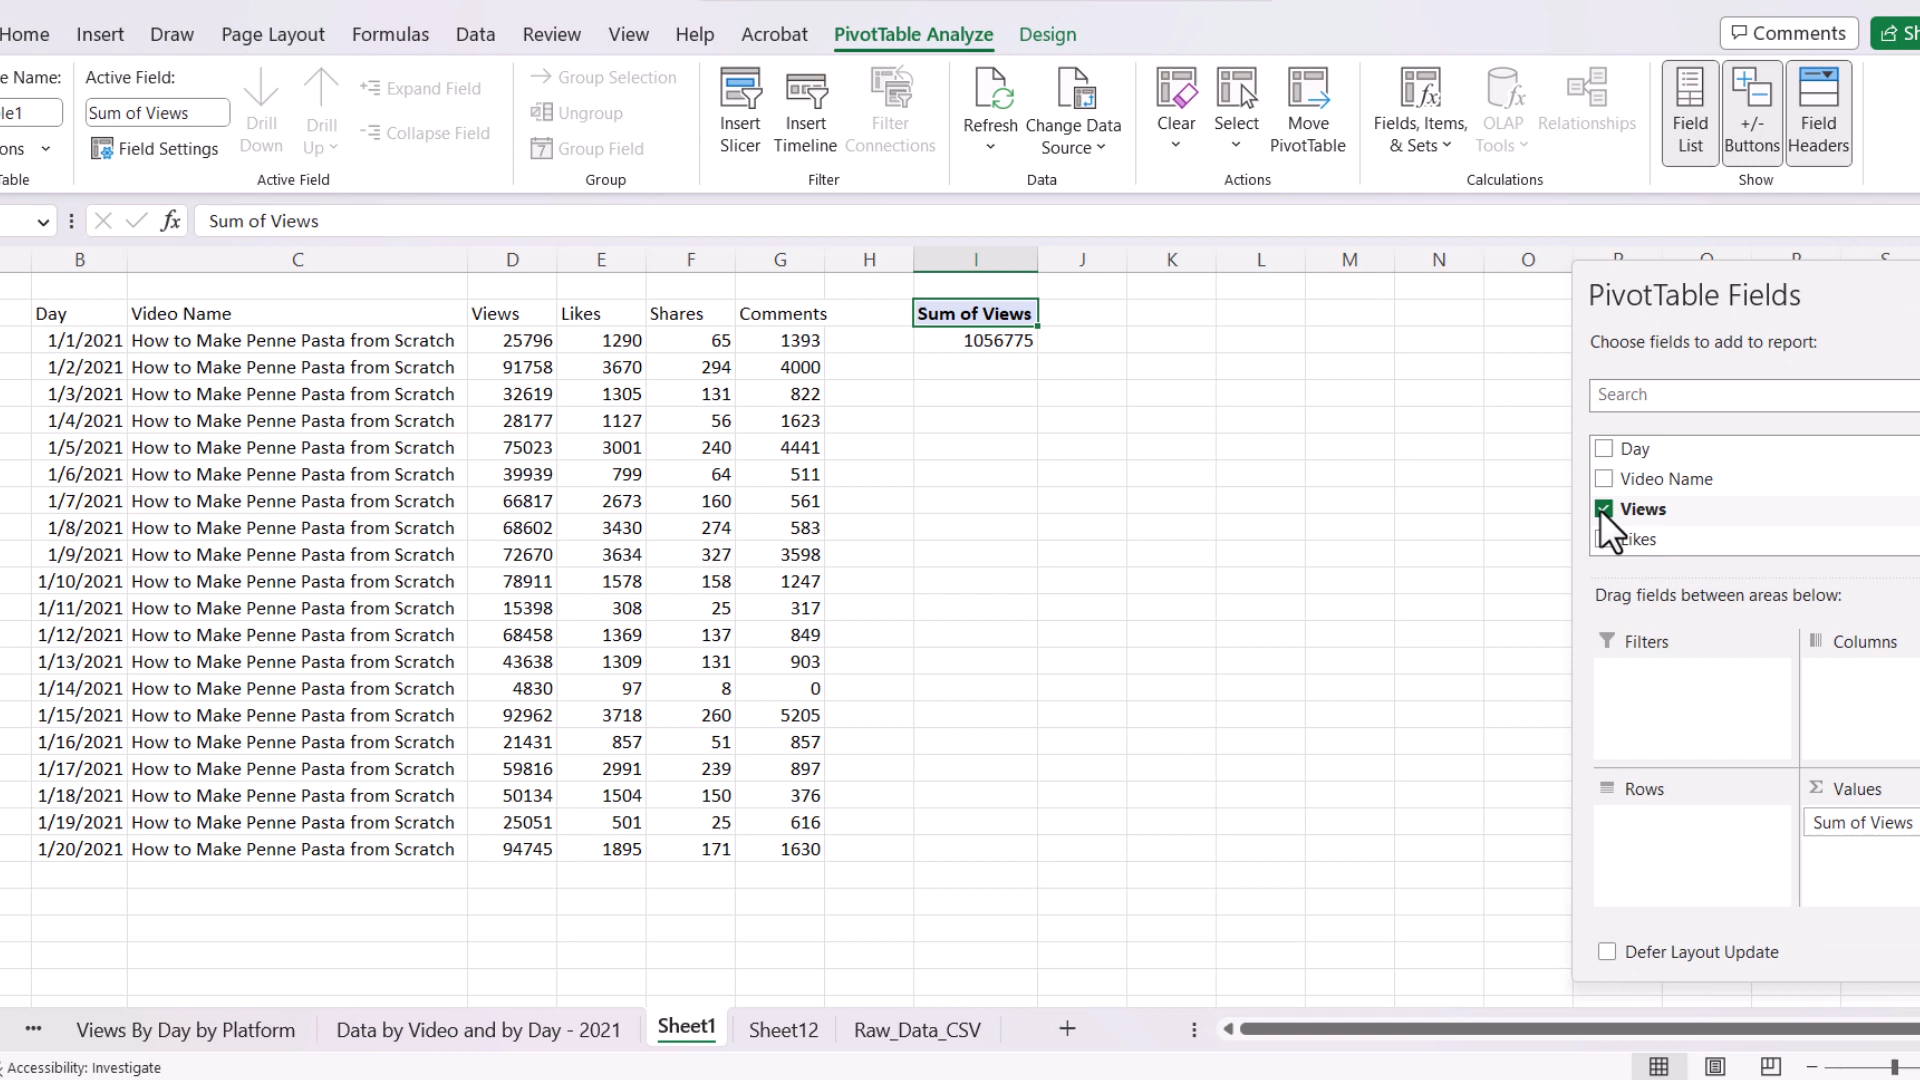 Home Insert Draw Page Layout Formulas Data Review View Help Acrobat PivotTable Analyze Design Comments Sh
e Name:
le1
ons
Table
Active Field:
Sum of Views
Field Settings
Drill Down
Drill Up
Expand Field
Collapse Field
Active Field
Group Selection
Ungroup
7 Group Field
Group
Insert Slicer
Insert Timeline
Filter Connections
Filter
Refresh
Change Data Source
Data
Clear
Select
Move PivotTable
Actions
Fields, Items, & Sets
OLAP Tools
Relationships
Calculations
Field List
+/- Buttons
Field Headers
Show
fx Sum of Views
B C D E F G H I J K L M N O P Q R S
Day Video Name Views Likes Shares Comments Sum of Views
1/1/2021 How to Make Penne Pasta from Scratch 25796 1290 65 1393 1056775
1/2/2021 How to Make Penne Pasta from Scratch 91758 3670 294 4000
1/3/2021 How to Make Penne Pasta from Scratch 32619 1305 131 822
1/4/2021 How to Make Penne Pasta from Scratch 28177 1127 56 1623
1/5/2021 How to Make Penne Pasta from Scratch 75023 3001 240 4441
1/6/2021 How to Make Penne Pasta from Scratch 39939 799 64 511
1/7/2021 How to Make Penne Pasta from Scratch 66817 2673 160 561
1/8/2021 How to Make Penne Pasta from Scratch 68602 3430 274 583
1/9/2021 How to Make Penne Pasta from Scratch 72670 3634 327 3598
1/10/2021 How to Make Penne Pasta from Scratch 78911 1578 158 1247
1/11/2021 How to Make Penne Pasta from Scratch 15398 308 25 317
1/12/2021 How to Make Penne Pasta from Scratch 68458 1369 137 849
1/13/2021 How to Make Penne Pasta from Scratch 43638 1309 131 903
1/14/2021 How to Make Penne Pasta from Scratch 4830 97 8 0
1/15/2021 How to Make Penne Pasta from Scratch 92962 3718 260 5205
1/16/2021 How to Make Penne Pasta from Scratch 21431 857 51 857
1/17/2021 How to Make Penne Pasta from Scratch 59816 2991 239 897
1/18/2021 How to Make Penne Pasta from Scratch 50134 1504 150 376
1/19/2021 How to Make Penne Pasta from Scratch 25051 501 25 616
1/20/2021 How to Make Penne Pasta from Scratch 94745 1895 171 1630
PivotTable Fields
Choose fields to add to report:
Search
Day
Video Name
Views
Likes
Drag fields between areas below:
Filters Columns
Rows Σ Values
Sum of Views
Defer Layout Update
Views By Day by Platform Data by Video and by Day - 2021 Sheet1 Sheet12 Raw_Data_CSV
Accessibility: Investigate